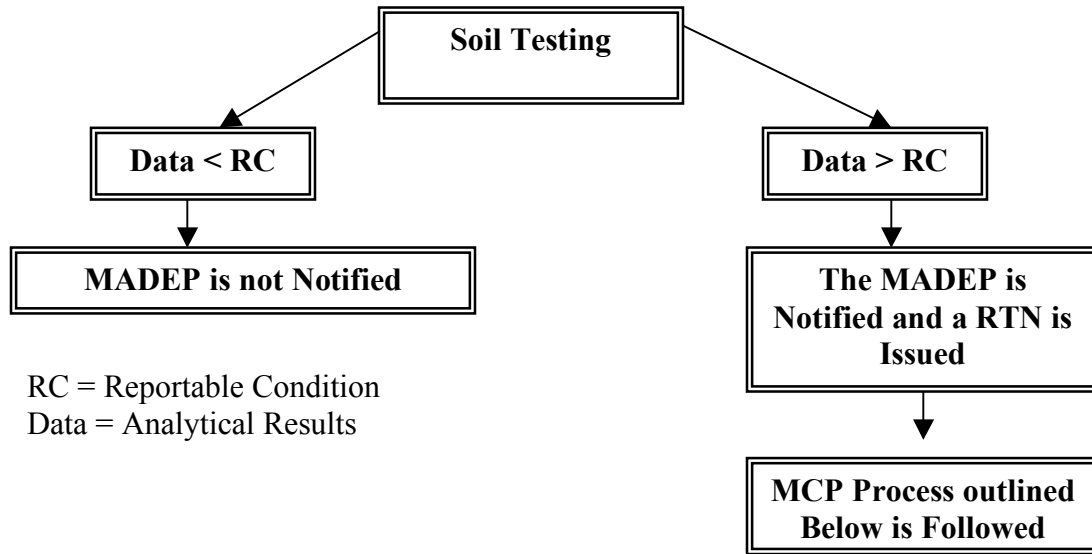 Soil Testing
Data < RC
Data > RC
MADEP is not Notified
The MADEP is
Notified and a RTN is
Issued
RC = Reportable Condition
Data = Analytical Results
MCP Process outlined
Below is Followed